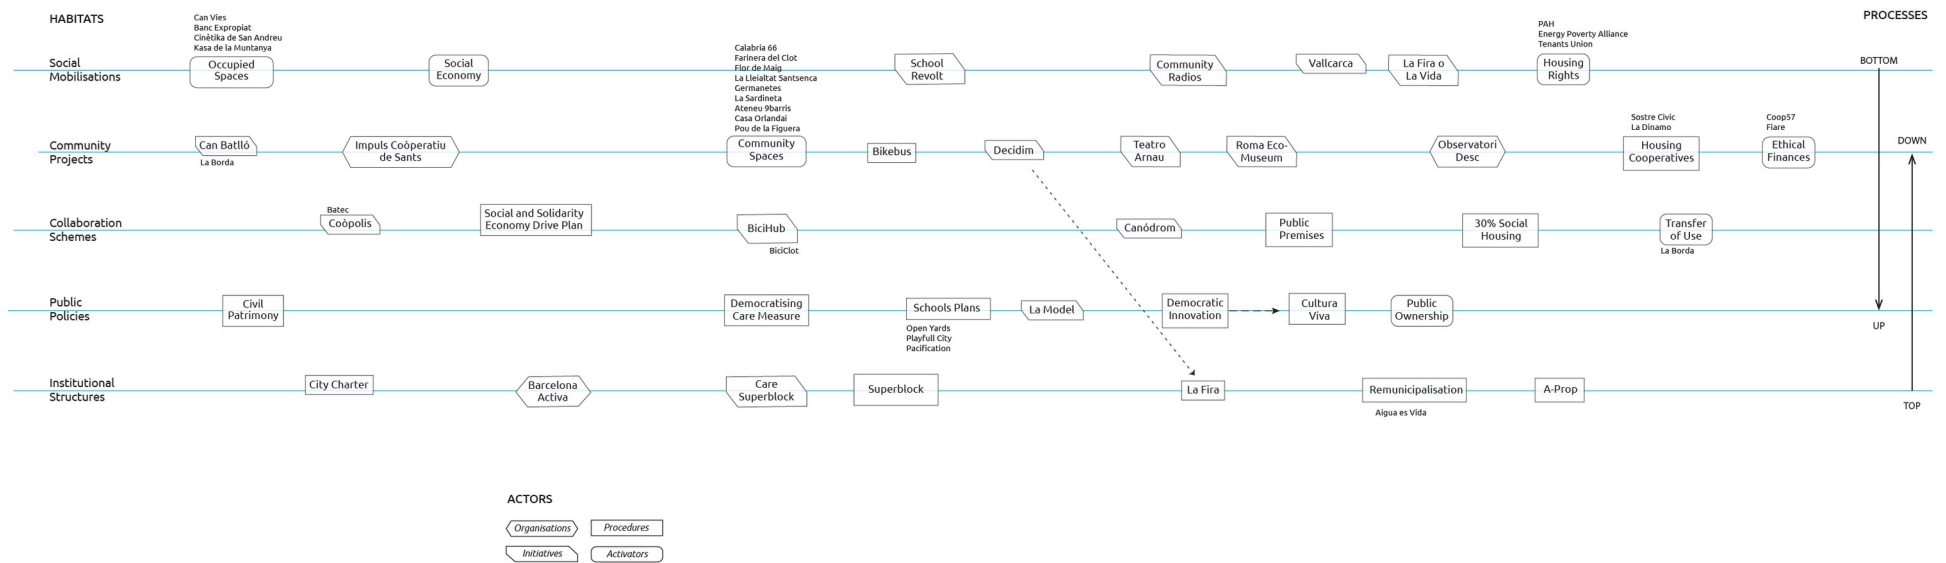 HABITATS
PROCESSES
Can Vies
Banc Expropiat
Cinètika de San Andreu
Kasa de la Muntanya
Calabria 66
Farinera del Clot
Flor de Maig
La Lleialtat Santsenca
Germanetes
La Sardineta
Ateneu 9barris
Casa Orlandai
Pou de la Figuera
PAH
Energy Poverty Alliance
Tenants Union
Social
Mobilisations
Occupied
Spaces
Social
Economy
School
Revolt
Community
Radios
Vallcarca
La Fira o
La Vida
Housing
Rights
BOTTOM
Community
Projects
Can Batlló
La Borda
Impuls Coòperatiu
de Sants
Community
Spaces
Bikebus
Decidim
Teatro
Arnau
Roma Eco-
Museum
Observatori
Desc
Sostre Civic
La Dinamo
Housing
Cooperatives
Coop57
Fiare
Ethical
Finances
DOWN
Collaboration
Schemes
Batec
Coòpolis
Social and Solidarity
Economy Drive Plan
BiciHub
BiciClot
Canódrom
Public
Premises
30% Social
Housing
Transfer
of Use
La Borda
Public
Policies
Civil
Patrimony
Democratising
Care Measure
Schools Plans
Open Yards
Playfull City
Pacification
La Model
Democratic
Innovation
Cultura
Viva
Public
Ownership
UP
Institutional
Structures
City Charter
Barcelona
Activa
Care
Superblock
Superblock
La Fira
Remunicipalisation
Aigua es Vida
A-Prop
TOP
ACTORS
Organisations
Procedures
Initiatives
Activators